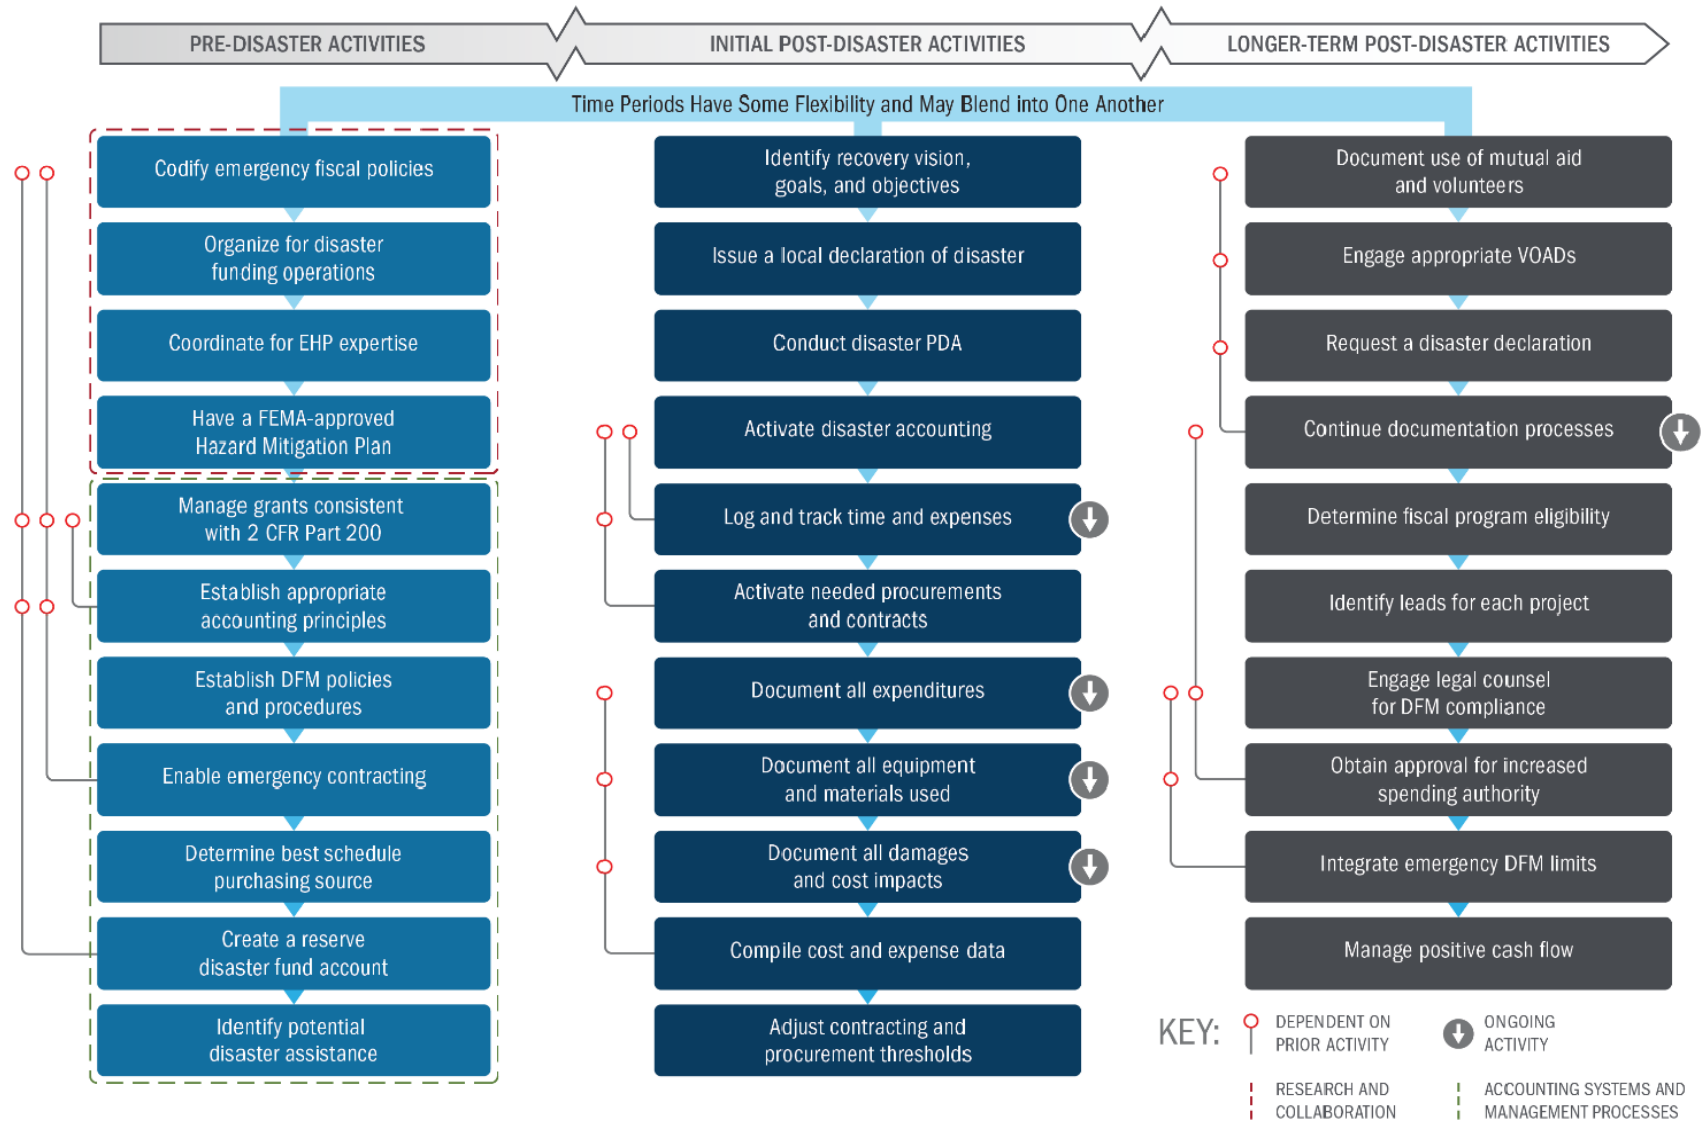 PRE-DISASTER ACTIVITIES
INITIAL POST-DISASTER ACTIVITIES
LONGER-TERM POST-DISASTER ACTIVITIES
Time Periods Have Some Flexibility and May Blend into One Another
Codify emergency fiscal policies
Organize for disaster
funding operations
Coordinate for EHP expertise
Have a FEMA-approved
Hazard Mitigation Plan
Manage grants consistent
with 2 CFR Part 200
Establish appropriate
accounting principles
Establish DFM policies
and procedures
Enable emergency contracting
Determine best schedule
purchasing source
Create a reserve
disaster fund account
Identify potential
disaster assistance
Identify recovery vision,
goals, and objectives
Issue a local declaration of disaster
Conduct disaster PDA
Activate disaster accounting
Log and track time and expenses
Activate needed procurements
and contracts
Document all expenditures
Document all equipment
and materials used
Document all damages
and cost impacts
Compile cost and expense data
Adjust contracting and
procurement thresholds
Document use of mutual aid
and volunteers
Engage appropriate VOADs
Request a disaster declaration
Continue documentation processes
Determine fiscal program eligibility
Identify leads for each project
Engage legal counsel
for DFM compliance
Obtain approval for increased
spending authority
Integrate emergency DFM limits
Manage positive cash flow
KEY:
DEPENDENT ON
PRIOR ACTIVITY
ONGOING
ACTIVITY
RESEARCH AND
COLLABORATION
ACCOUNTING SYSTEMS AND
MANAGEMENT PROCESSES